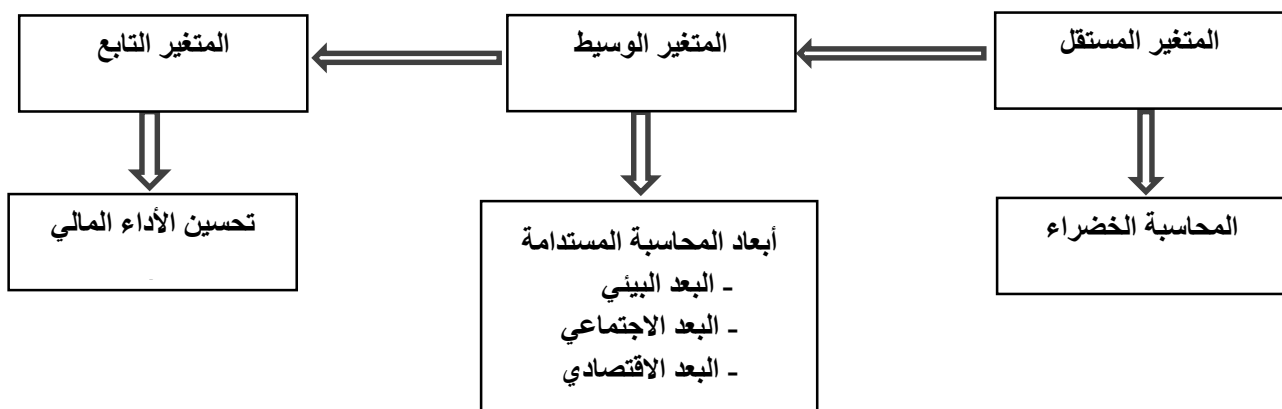 المتغير المستقل
المتغير الوسيط
المتغير التابع
المحاسبة الخضراء
أبعاد المحاسبة المستدامة
- البعد البيئي
- البعد الاجتماعي
- البعد الاقتصادي
تحسين الأداء المالي